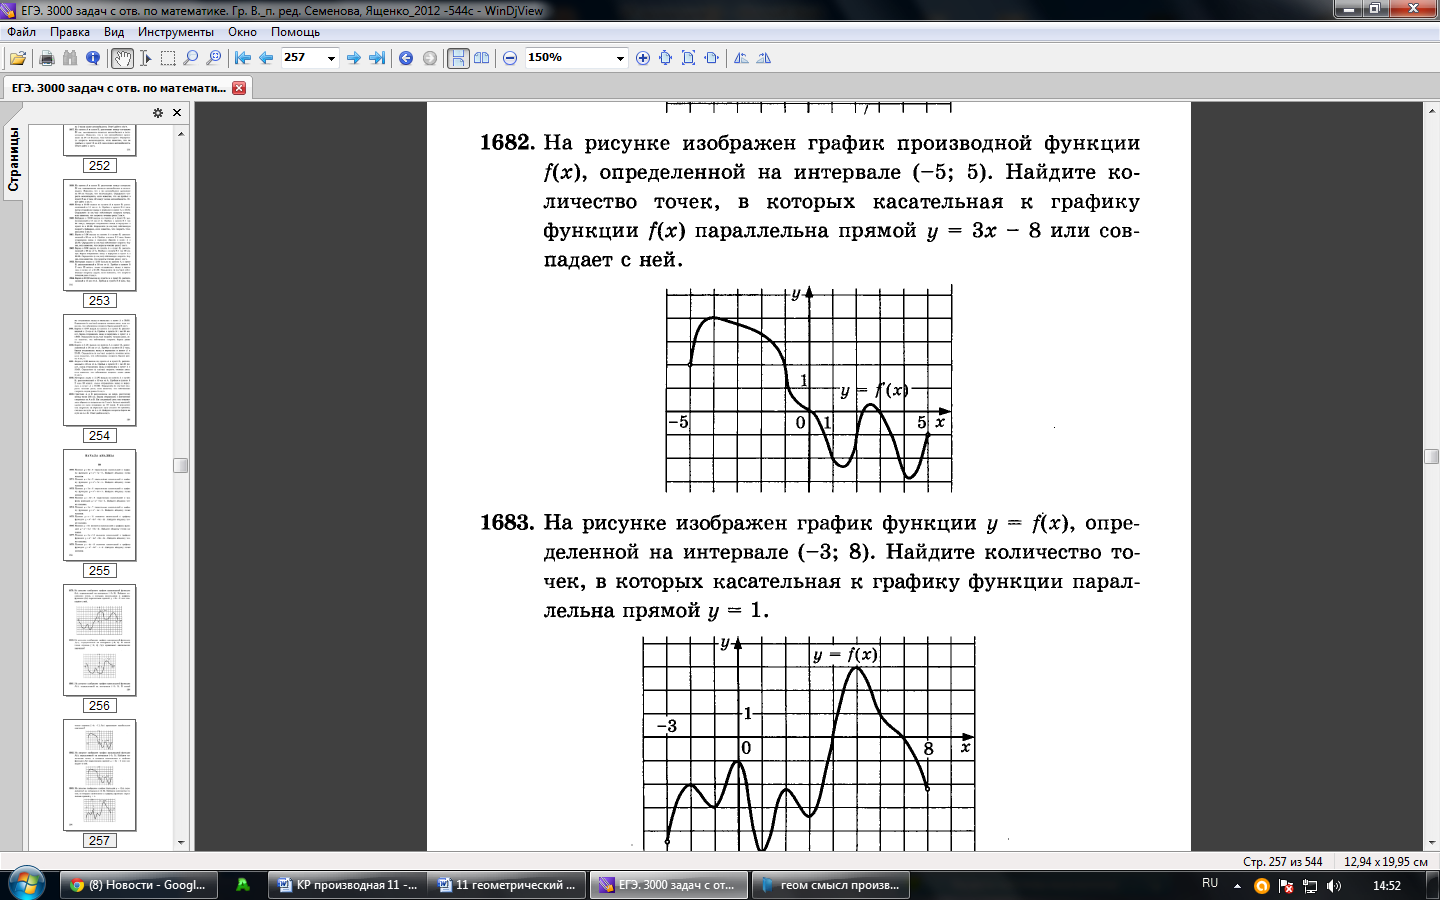 ЕГЭ. 3000 задач с отв. по математике. Гр. В._п. ред. Семенова, Ященко_2012 -544с - WinDjView
Файл Правка Вид Инструменты Окно Помощь
257 150%
ЕГЭ. 3000 задач с отв. по математи...
Страницы
252
253
254
255
256
257
1682. На рисунке изображен график производной функции
f(x), определенной на интервале (−5; 5). Найдите ко-
личество точек, в которых касательная к графику
функции f(x) параллельна прямой y = 3x − 8 или сов-
падает с ней.
y
1
y = f'(x)
−5 0 1 5 x
1683. На рисунке изображен график функции y = f(x), опре-
деленной на интервале (−3; 8). Найдите количество то-
чек, в которых касательная к графику функции парал-
лельна прямой y = 1.
y
y = f(x)
1
−3
0 8 x
Стр. 257 из 544 12,94 x 19,95 см
(8) Новости - Googl...
КР производная 11 -...
11 геометрический ...
ЕГЭ. 3000 задач с от...
геом смысл произв...
RU
14:52